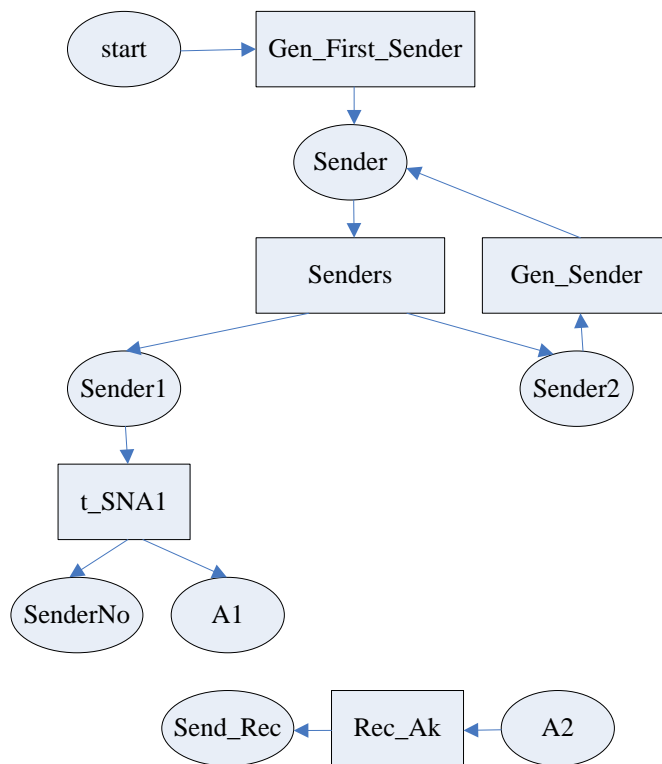 start
Gen_First_Sender
Sender
Senders
Gen_Sender
Sender1
Sender2
t_SNA1
SenderNo
A1
Send_Rec
Rec_Ak
A2